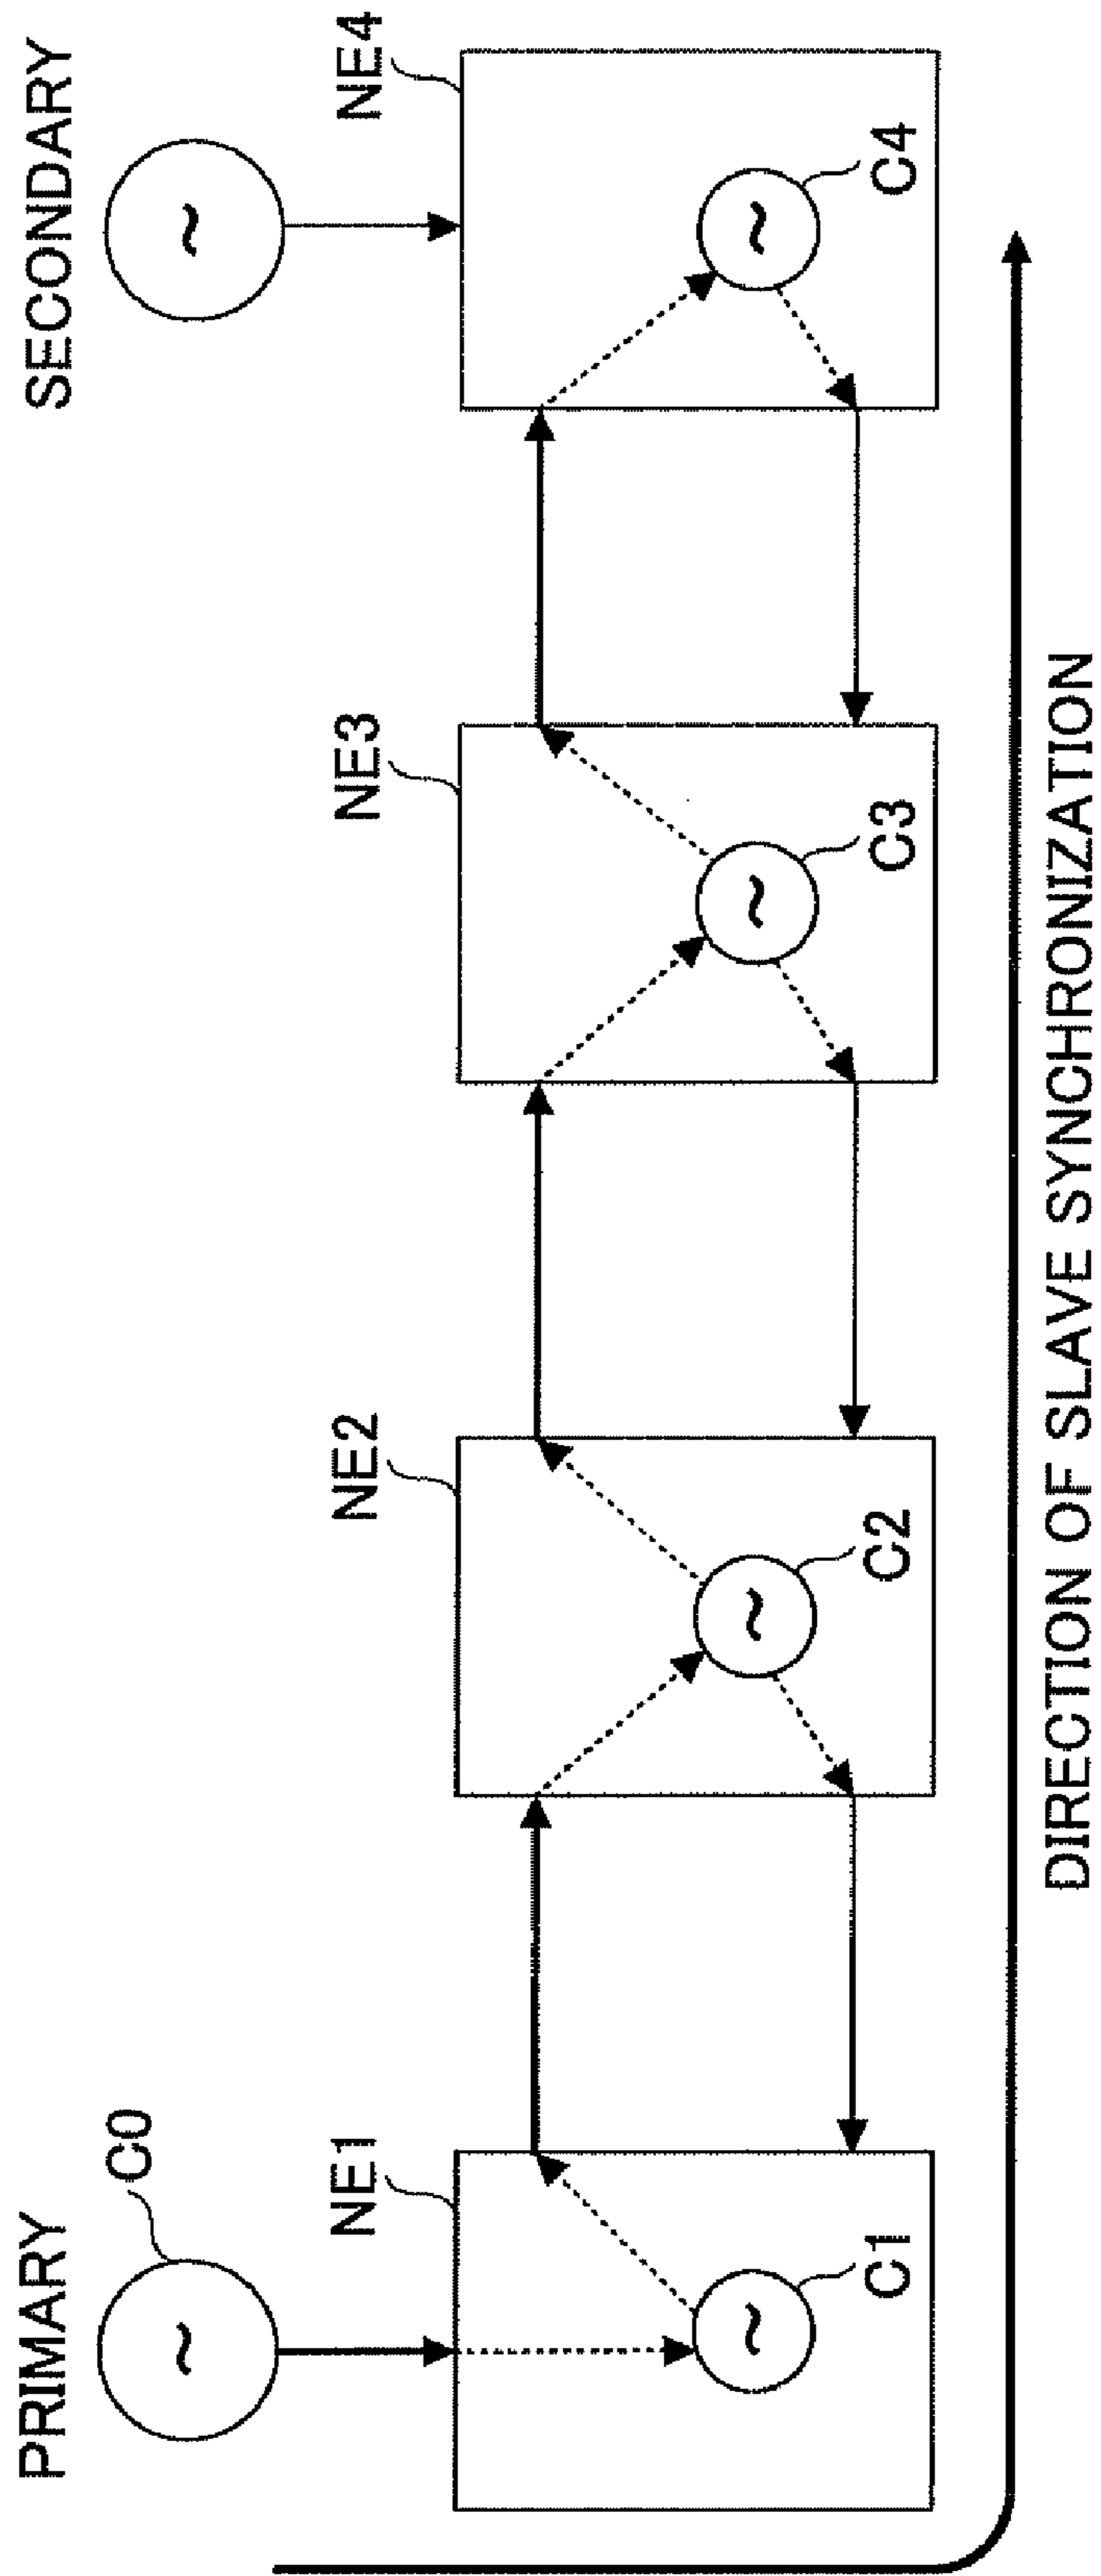 PRIMARY
SECONDARY
C0
NE1
NE2
NE3
NE4
C1
C2
C3
C4
DIRECTION OF SLAVE SYNCHRONIZATION